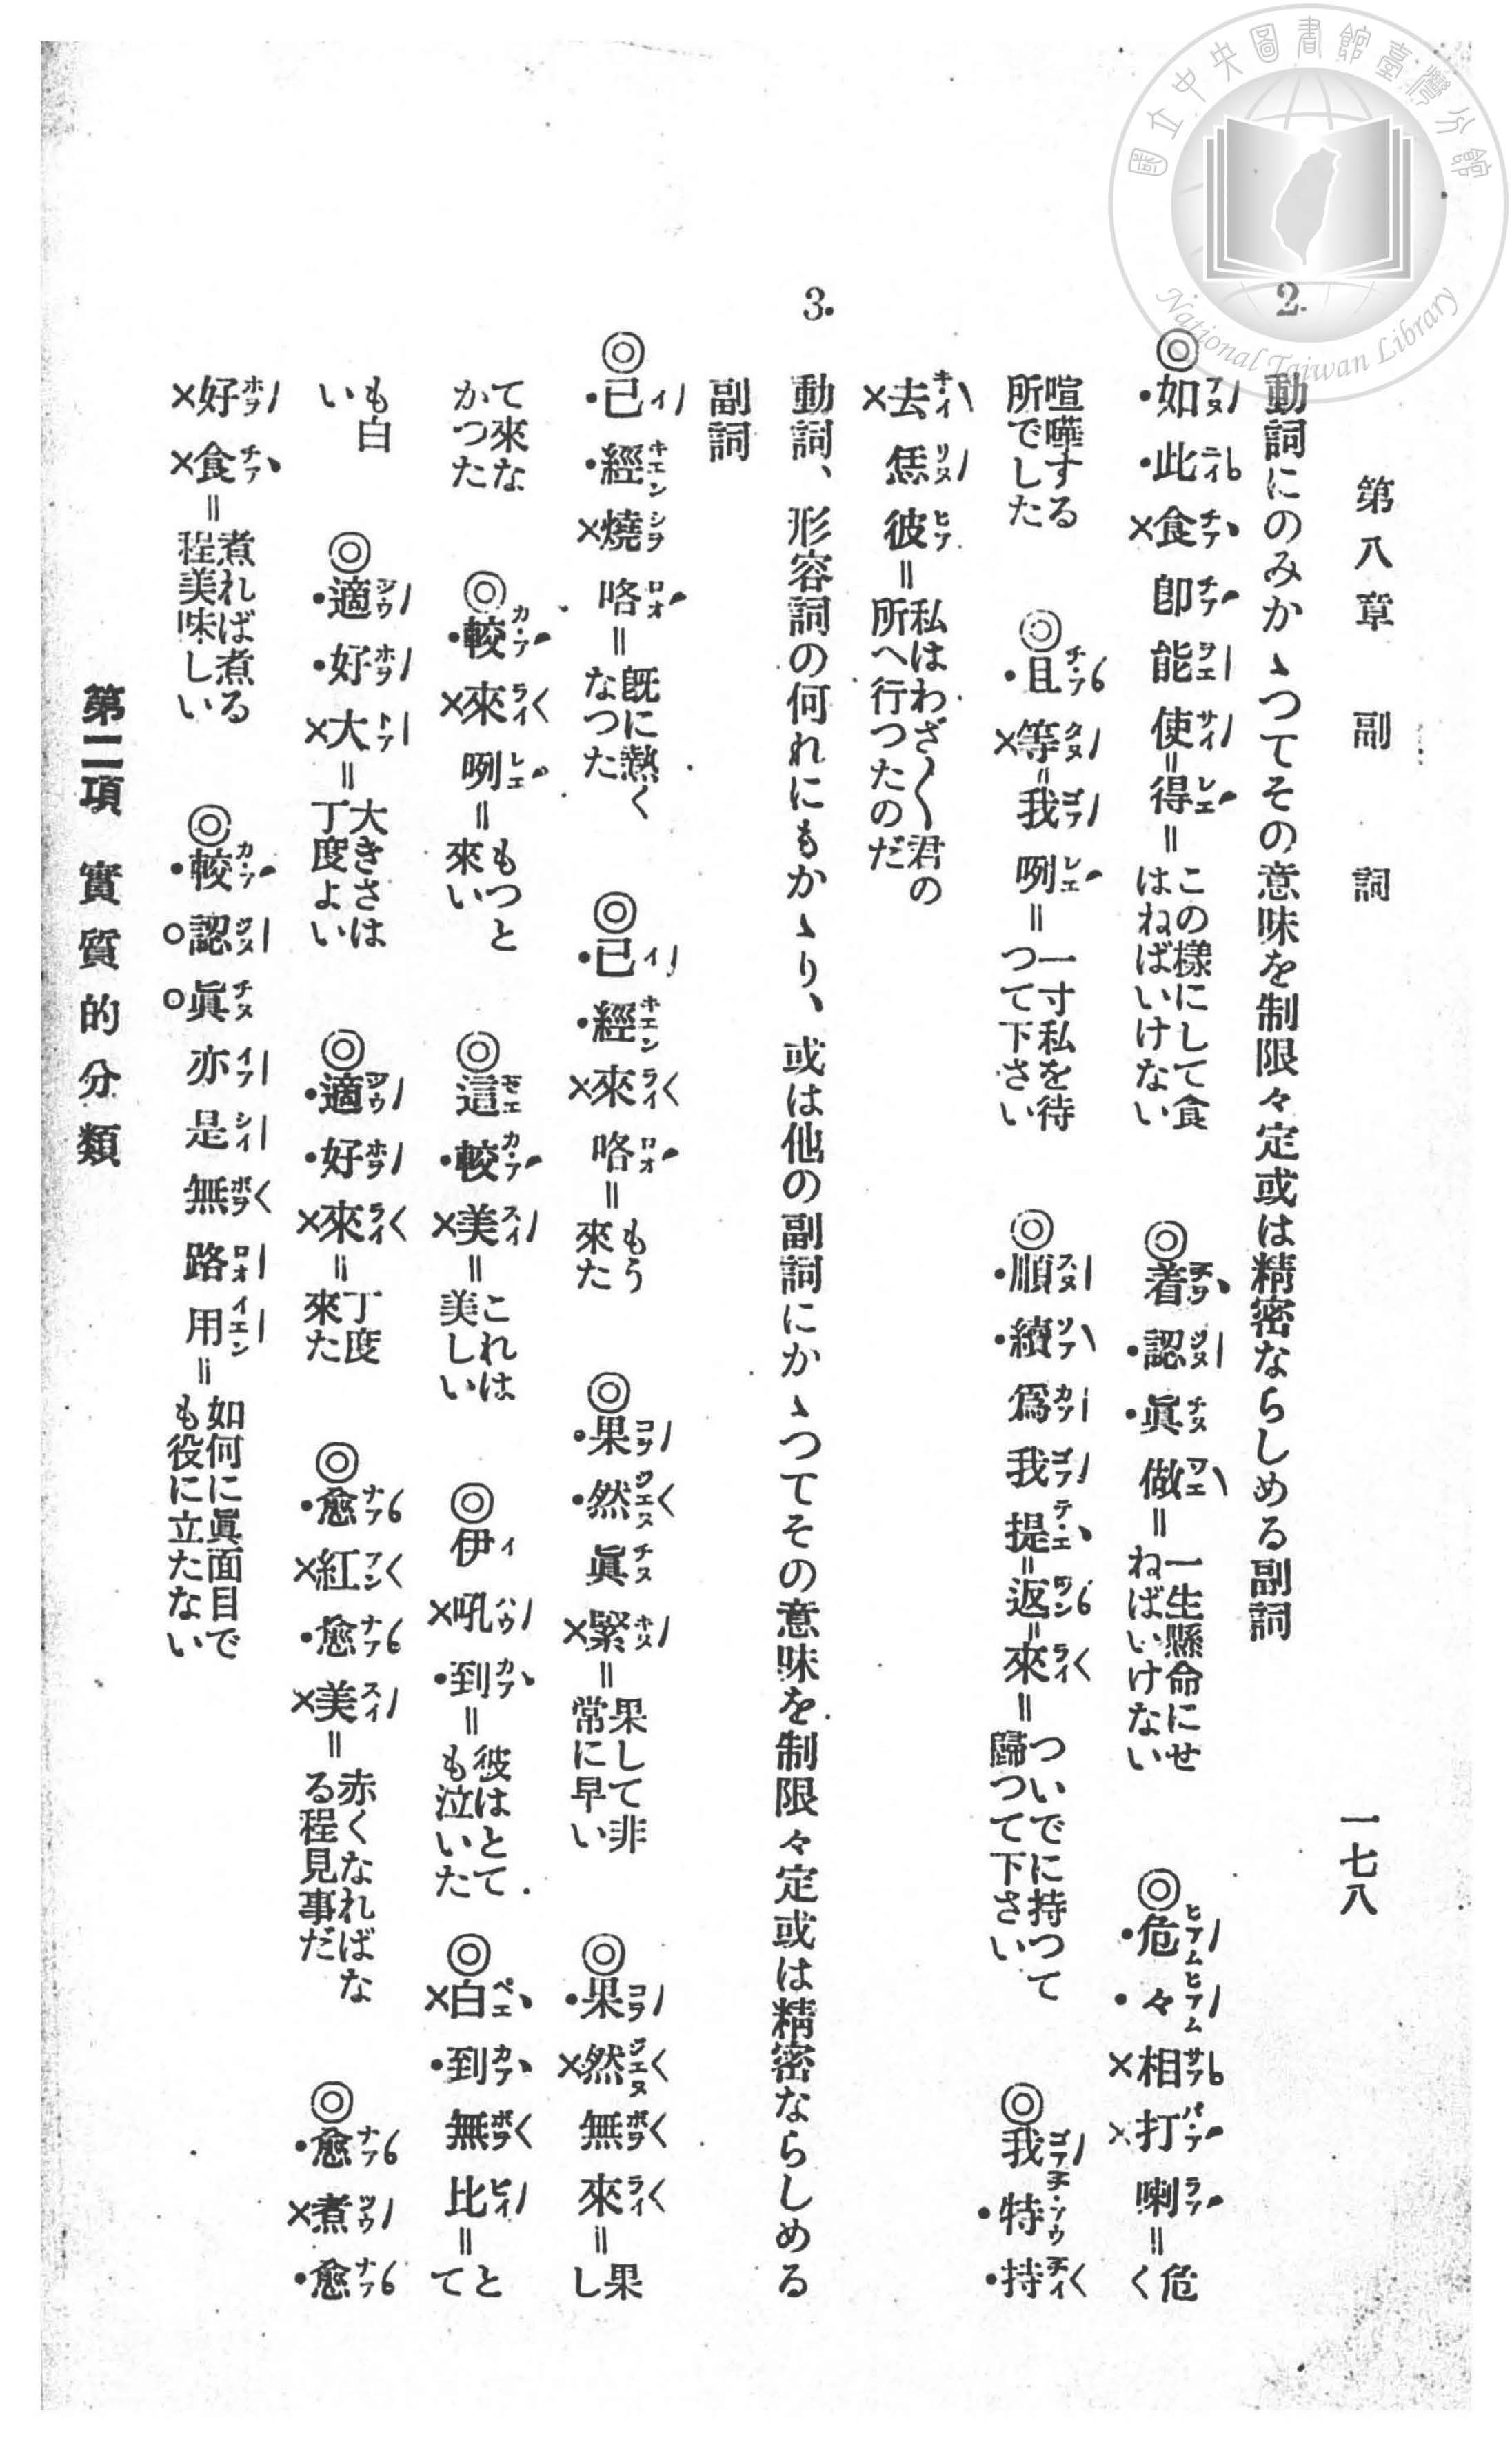 國立中央圖書館臺灣分館
National Taiwan Library
第八章 副詞 一七八
2. 動詞にのみかゝつてその意味を制限々定或は精密ならしめる副詞
◎如此食卽能使=得=この樣にして食はねばいけない ◎着認眞做=一生懸命にせねばいけない ◎危々相打喇=危く
喧嘩する所でした ◎且等=我咧=一寸私を待つて下さい ◎順續爲我提=返=來=ついでに持つて歸つて下さい ◎我特持
去恁彼=私はわざ〱君の所へ行つたのだ
3. 動詞、形容詞の何れにもかゝり、或は他の副詞にかゝつてその意味を制限々定或は精密ならしめる
副詞
◎已經燒咯=既に熱くなつた ◎已經來咯=もう來た ◎果然眞緊=果して非常に早い ◎果然無來=果し
て來なかつた ◎較來咧=もつと來い ◎這較美=これは美しい ◎伊吼到=彼はとても泣いた ◎白到無比=とて
も白い ◎適好大=大きさは丁度よい ◎適好來=丁度來た ◎愈紅愈美=赤くなればなる程見事だ ◎愈煮愈
好食=煮れば煮る程美味しい ◎較認眞亦是無路用=如何に眞面目でも役に立たない
第二項 實質的分類